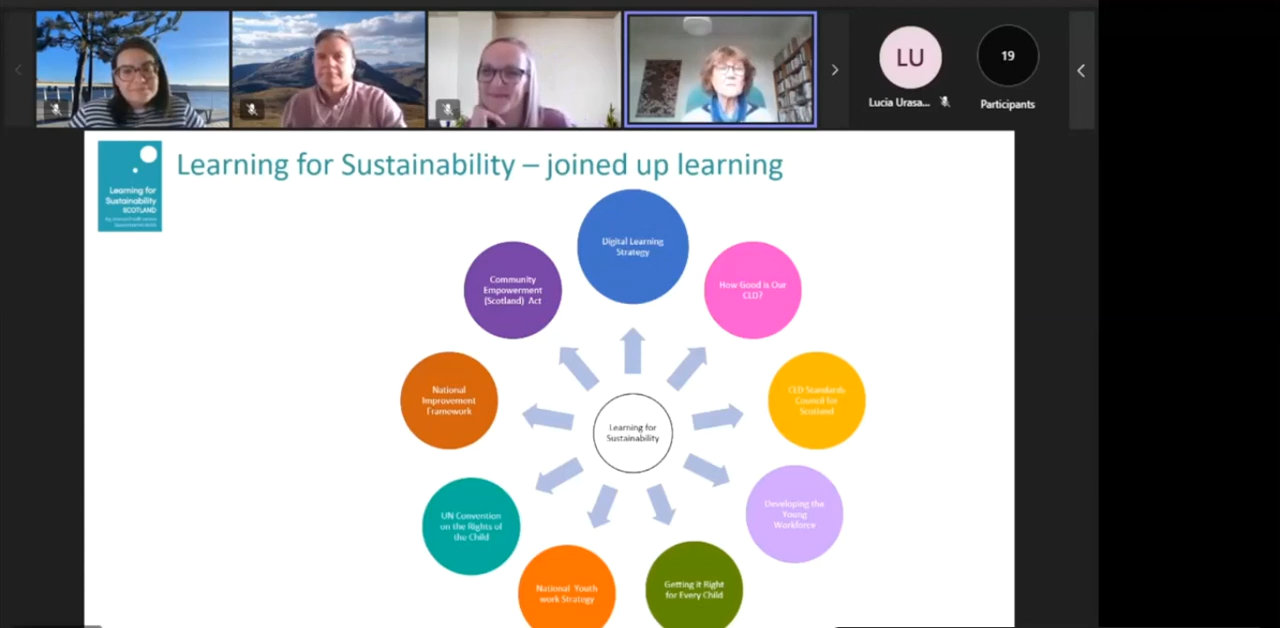 LU
19
Lucia Urasa...
Participants
Learning for
Sustainability
SCOTLAND
Learning for Sustainability – joined up learning
Digital Learning
Strategy
Community
Empowerment
(Scotland) Act
How Good is Our
CLD?
National
Improvement
Framework
CLD Standards
Council for
Scotland
Learning for
Sustainability
UN Convention
on the Rights of
the Child
Developing the
Young
Workforce
National Youth
work Strategy
Getting it Right
for Every Child